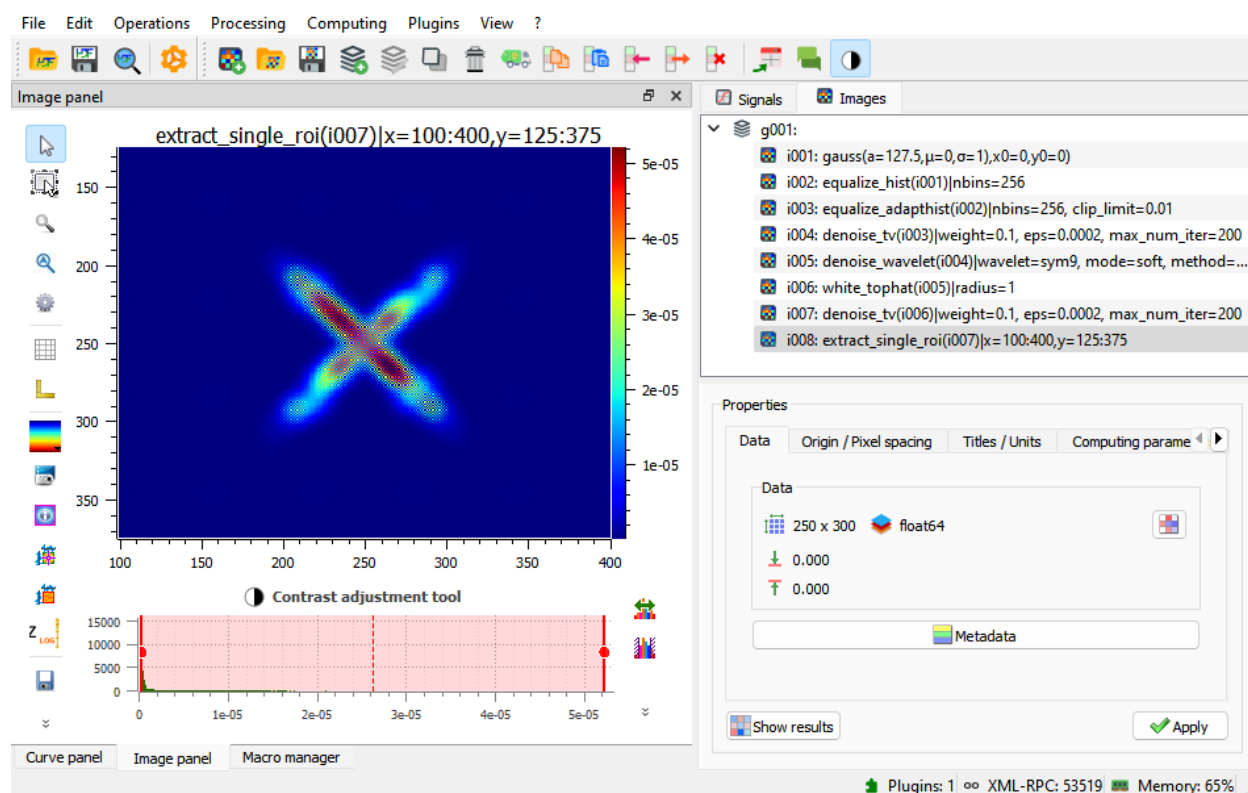 File Edit Operations Processing Computing Plugins View ?
Image panel
Signals Images
extract_single_roi(i007)|x=100:400,y=125:375
g001:
i001: gauss(a=127.5,μ=0,σ=1),x0=0,y0=0)
i002: equalize_hist(i001)|nbins=256
i003: equalize_adapthist(i002)|nbins=256, clip_limit=0.01
i004: denoise_tv(i003)|weight=0.1, eps=0.0002, max_num_iter=200
i005: denoise_wavelet(i004)|wavelet=sym9, mode=soft, method=...
i006: white_tophat(i005)|radius=1
i007: denoise_tv(i006)|weight=0.1, eps=0.0002, max_num_iter=200
i008: extract_single_roi(i007)|x=100:400,y=125:375
150
200
250
300
350
100 150 200 250 300 350 400
5e-05
4e-05
3e-05
2e-05
1e-05
Contrast adjustment tool
15000
10000
5000
0
0 1e-05 2e-05 3e-05 4e-05 5e-05
Z LOG
Properties
Data Origin / Pixel spacing Titles / Units Computing parame
Data
250 x 300 float64
0.000
0.000
Metadata
Show results Apply
Curve panel Image panel Macro manager
Plugins: 1 XML-RPC: 53519 Memory: 65%